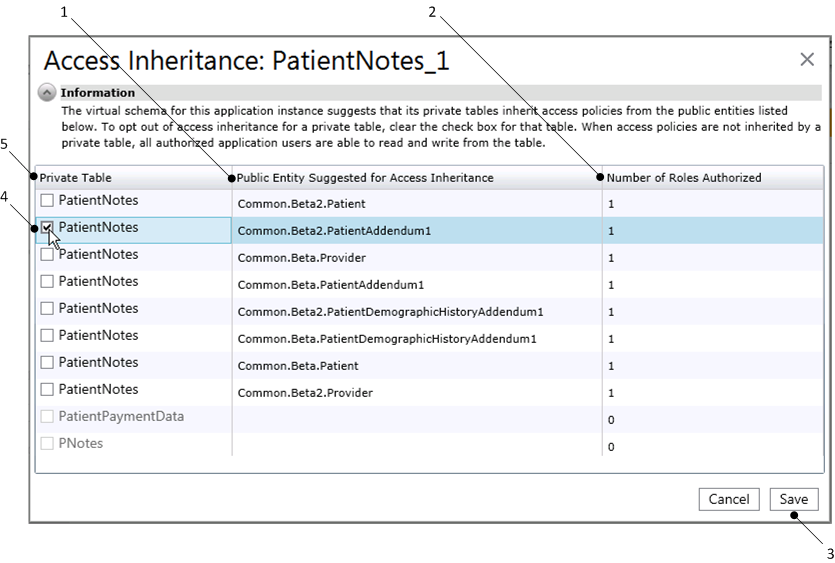 1
2
Access Inheritance: PatientNotes_1
Information
The virtual schema for this application instance suggests that its private tables inherit access policies from the public entities listed
below. To opt out of access inheritance for a private table, clear the check box for that table. When access policies are not inherited by a
private table, all authorized application users are able to read and write from the table.
5
Private Table Public Entity Suggested for Access Inheritance Number of Roles Authorized
4
PatientNotes Common.Beta2.Patient 1
PatientNotes Common.Beta2.PatientAddendum1 1
PatientNotes Common.Beta.Provider 1
PatientNotes Common.Beta.PatientAddendum1 1
PatientNotes Common.Beta2.PatientDemographicHistoryAddendum1 1
PatientNotes Common.Beta.PatientDemographicHistoryAddendum1 1
PatientNotes Common.Beta.Patient 1
PatientNotes Common.Beta2.Provider 1
PatientPaymentData 0
PNotes 0
Cancel Save
3